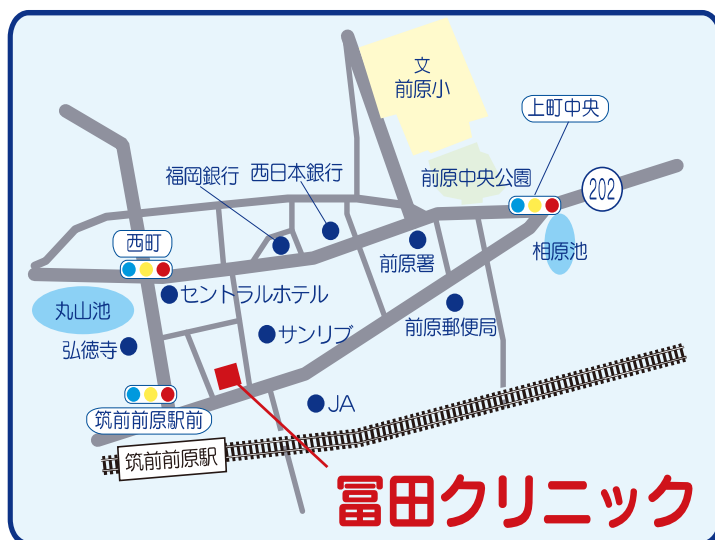 文
前原小
上町中央
202
前原中央公園
福岡銀行
西日本銀行
西町
前原署
相原池
セントラルホテル
丸山池
サンリブ
前原郵便局
弘徳寺
JA
筑前前原駅前
筑前前原駅
冨田クリニック